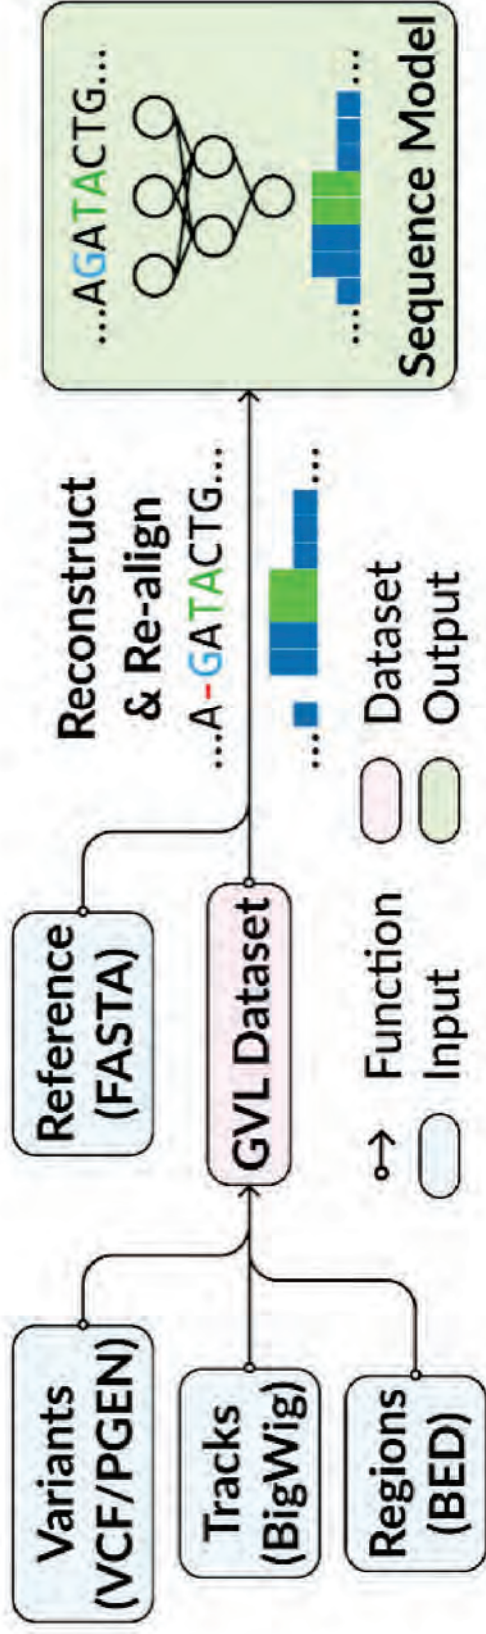 Variants
(VCF/PGEN)
Tracks
(BigWig)
Regions
(BED)
Reference
(FASTA)
GVL Dataset
Function
Input
Dataset
Output
Reconstruct
& Re-align
...A-GATACTG...
... ...
...AGATACTG...
... ...
Sequence Model